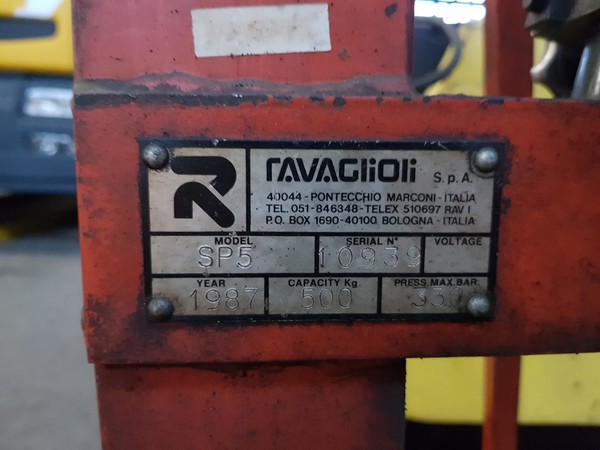 RAVAGLIOLI S.p.A.
40044 - PONTECCHIO MARCONI - ITALIA
TEL. 051 - 846348 - TELEX 510697 RAV I
P.O. BOX 1690 - 40100 BOLOGNA - ITALIA
MODEL SERIAL N° VOLTAGE
SP5 10939
YEAR CAPACITY Kg. PRESS. MAX. BAR.
1987 500